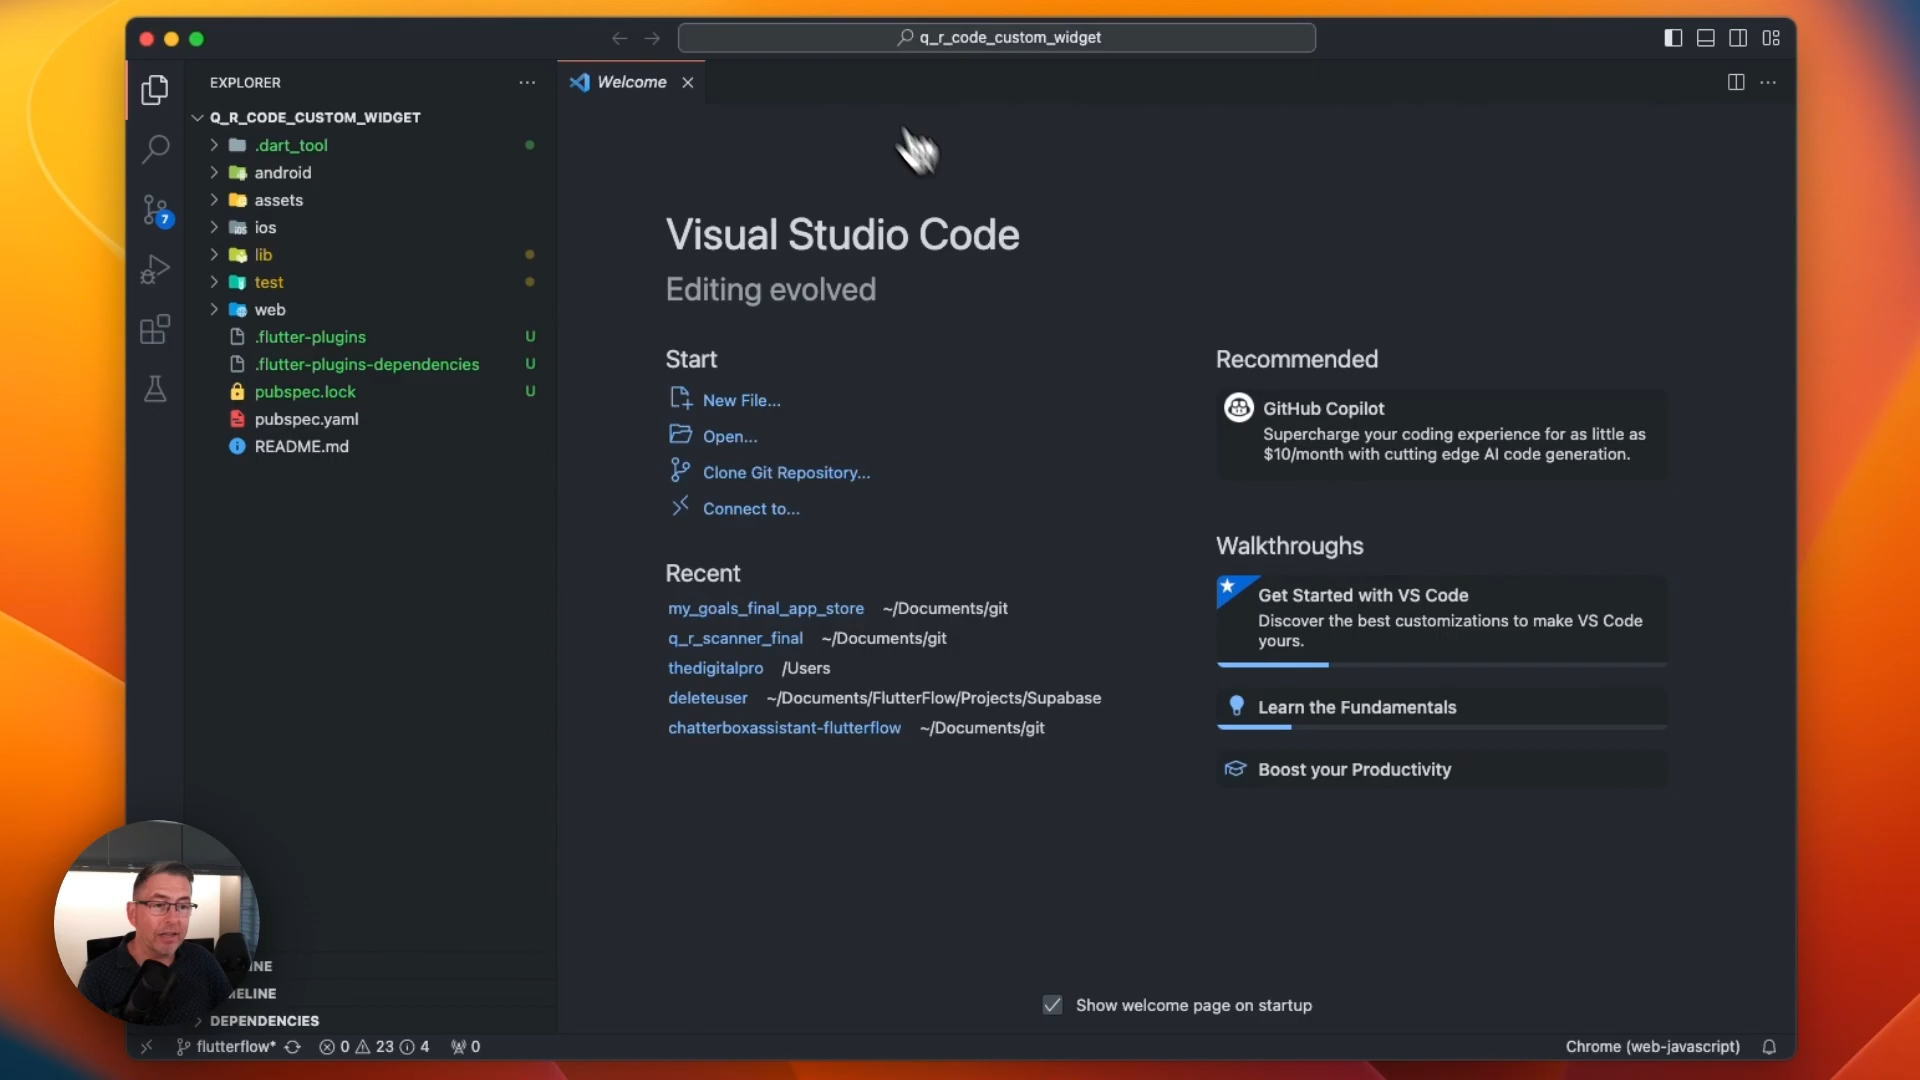 q_r_code_custom_widget
EXPLORER
Welcome
Q_R_CODE_CUSTOM_WIDGET
.dart_tool
android
assets
ios
lib
test
web
.flutter-plugins U
.flutter-plugins-dependencies U
pubspec.lock U
pubspec.yaml
README.md
7
Visual Studio Code
Editing evolved
Start
New File...
Open...
Clone Git Repository...
Connect to...
Recent
my_goals_final_app_store ~/Documents/git
q_r_scanner_final ~/Documents/git
thedigitalpro /Users
deleteuser ~/Documents/FlutterFlow/Projects/Supabase
chatterboxassistant-flutterflow ~/Documents/git
Recommended
GitHub Copilot
Supercharge your coding experience for as little as
$10/month with cutting edge AI code generation.
Walkthroughs
Get Started with VS Code
Discover the best customizations to make VS Code
yours.
Learn the Fundamentals
Boost your Productivity
Show welcome page on startup
DEPENDENCIES
flutterflow* 0 23 4 0
Chrome (web-javascript)